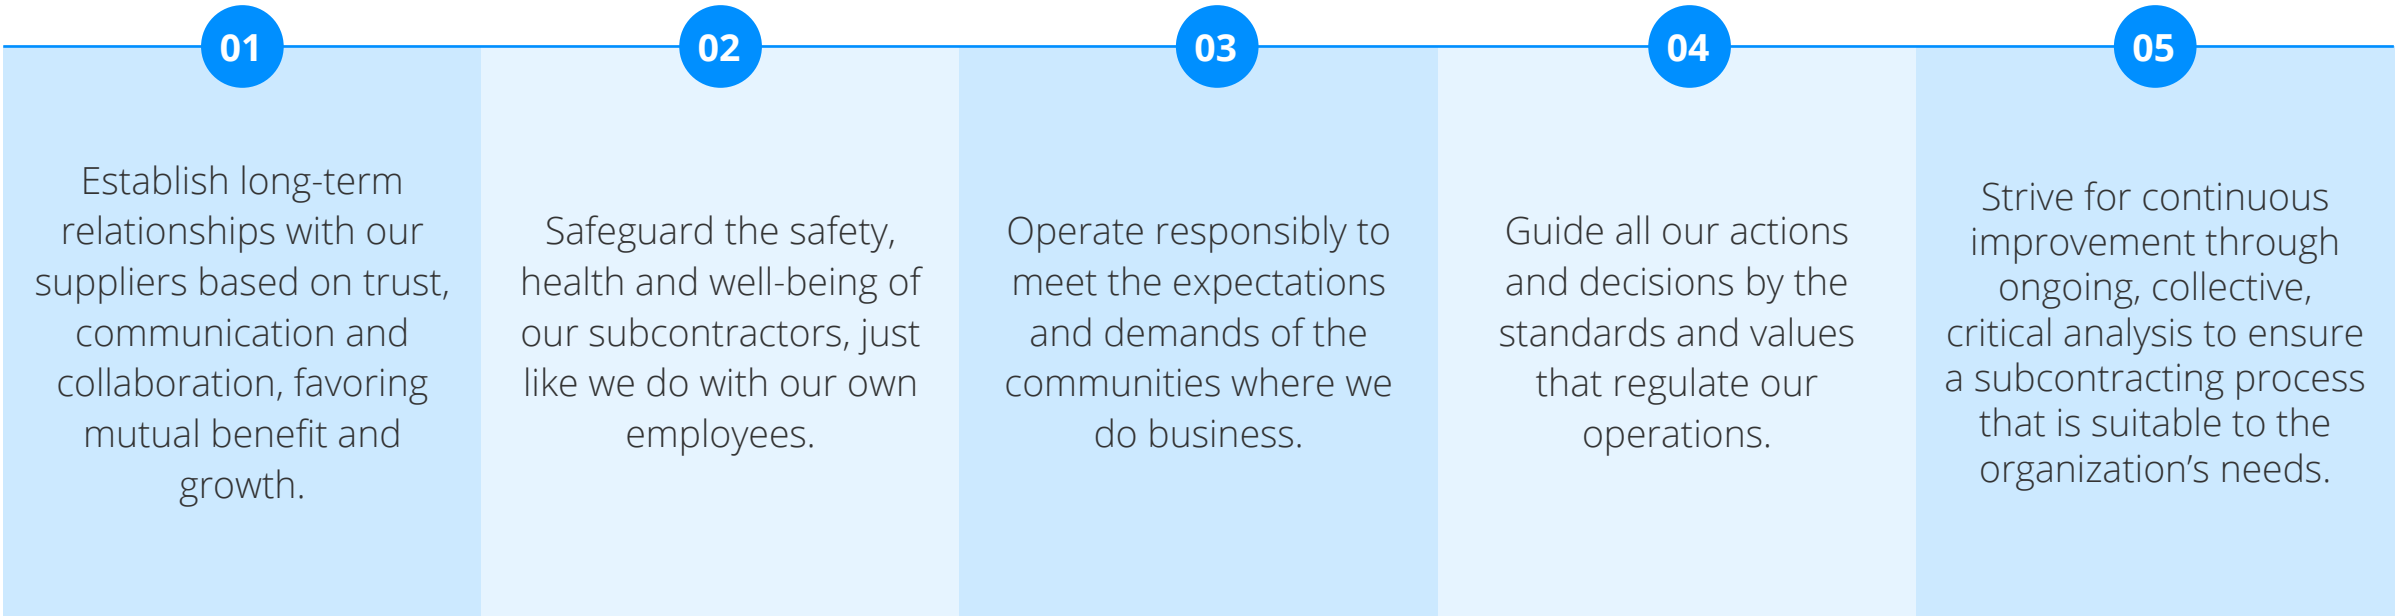 01
Establish long-term
relationships with our
suppliers based on trust,
communication and
collaboration, favoring
mutual benefit and
growth.
02
Safeguard the safety,
health and well-being of
our subcontractors, just
like we do with our own
employees.
03
Operate responsibly to
meet the expectations
and demands of the
communities where we
do business.
04
Guide all our actions
and decisions by the
standards and values
that regulate our
operations.
05
Strive for continuous
improvement through
ongoing, collective,
critical analysis to ensure
a subcontracting process
that is suitable to the
organization’s needs.